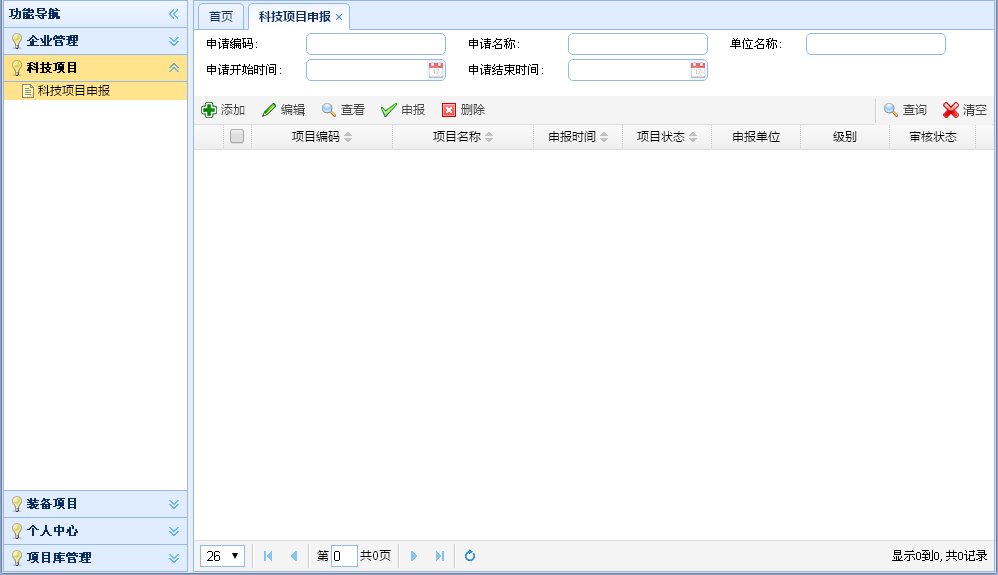 功能导航
企业管理
科技项目
科技项目申报
装备项目
个人中心
项目库管理
首页 科技项目申报
申请编码: 申请名称: 单位名称:
申请开始时间: 申请结束时间:
添加 编辑 查看 申报 删除 查询 清空
项目编码 项目名称 申报时间 项目状态 申报单位 级别 审核状态
26 第 0 共0页 显示0到0, 共0记录